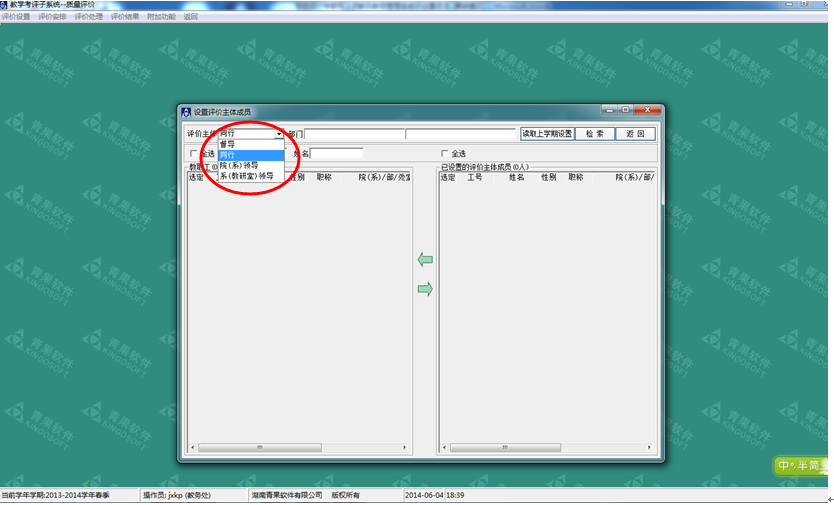 教学考评子系统--质量评价
评价设置 评价安排 评价处理 评价结果 附加功能 返回
青果软件 KINGOSOFT
设置评价主体成员
评价主体 同行 部门 读取上学期设置 检 索 返 回
督导
同行
院(系)领导
系(教研室)领导
全选 姓名 全选
教职工(0 已设置的评价主体成员(0人)
选定 性别 职称 院(系)/部/处室 选定 工号 姓名 性别 职称 院(系)/部/
中 半 简
当前学年学期:2013-2014学年春季 操作员: jxkp (教务处) 湖南青果软件有限公司 版权所有 2014-06-04 18:39